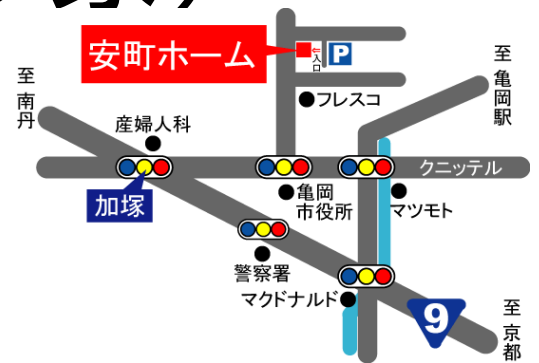 安町ホーム
入口
P
至亀岡駅
至南丹
フレスコ
産婦人科
クニッテル
加塚
亀岡
市役所
マツモト
警察署
マクドナルド
9
至京都